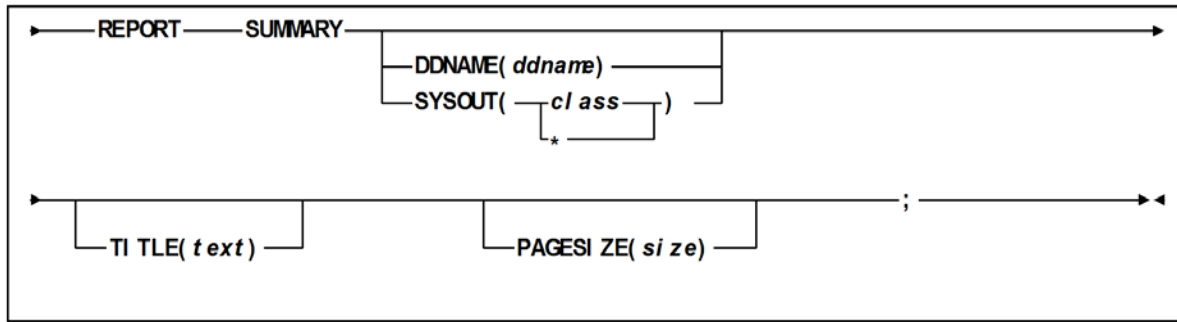 REPORT SUMMARY
DDNAME(ddname)
SYSOUT( class )
*
;
TITLE(text) PAGESIZE(size)